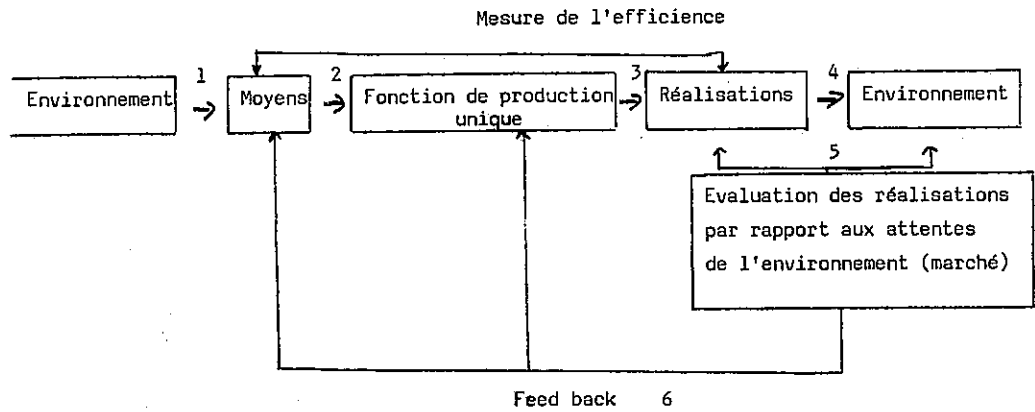 Mesure de l'efficience
1
2
3
4
Environnement
Moyens
Fonction de production
unique
Réalisations
Environnement
5
Evaluation des réalisations
par rapport aux attentes
de l'environnement (marché)
Feed back 6